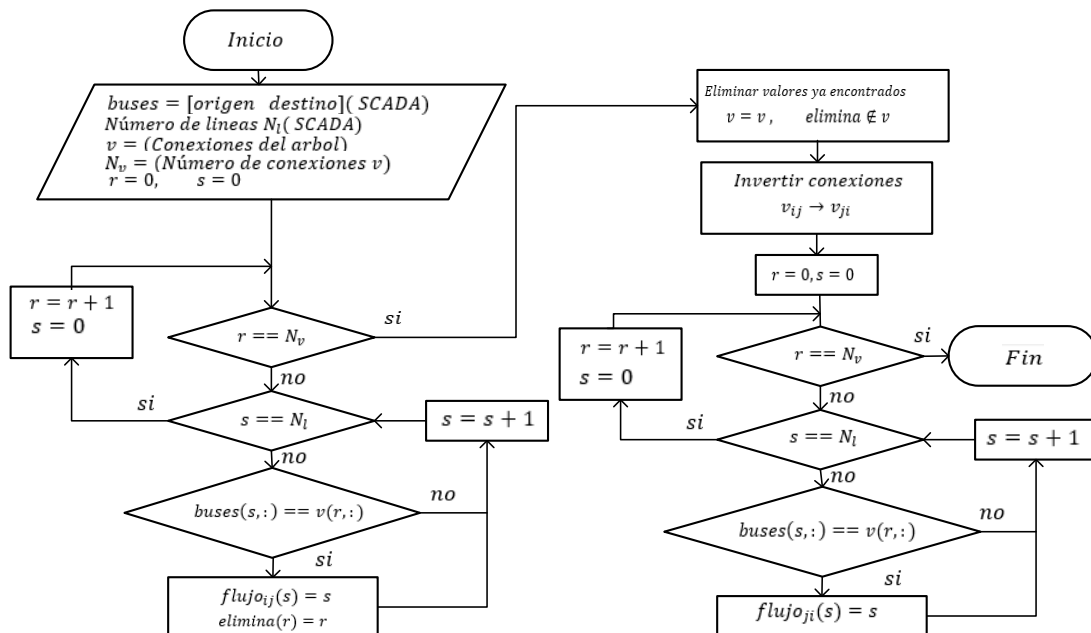 Inicio
buses = [origen destino]( SCADA)
Número de lineas N_l( SCADA)
v = (Conexiones del arbol)
N_v = (Número de conexiones v)
r = 0, s = 0
r = r + 1
s = 0
r == N_v
si
no
s == N_l
si
no
s = s + 1
buses(s,:) == v(r,:)
no
si
flujo_ij(s) = s
elimina(r) = r
Eliminar valores ya encontrados
v = v , elimina ∉ v
Invertir conexiones
v_ij → v_ji
r = 0, s = 0
r = r + 1
s = 0
r == N_v
si
Fin
no
s == N_l
si
no
s = s + 1
buses(s,:) == v(r,:)
no
si
flujo_ji(s) = s